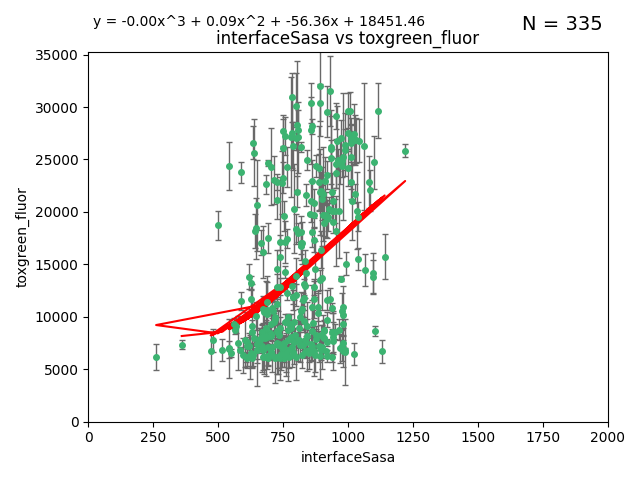 y = -0.00x^3 + 0.09x^2 + -56.36x + 18451.46
N = 335
interfaceSasa vs toxgreen_fluor
35000
30000
25000
20000
15000
10000
5000
0
toxgreen_fluor
0 250 500 750 1000 1250 1500 1750 2000
interfaceSasa